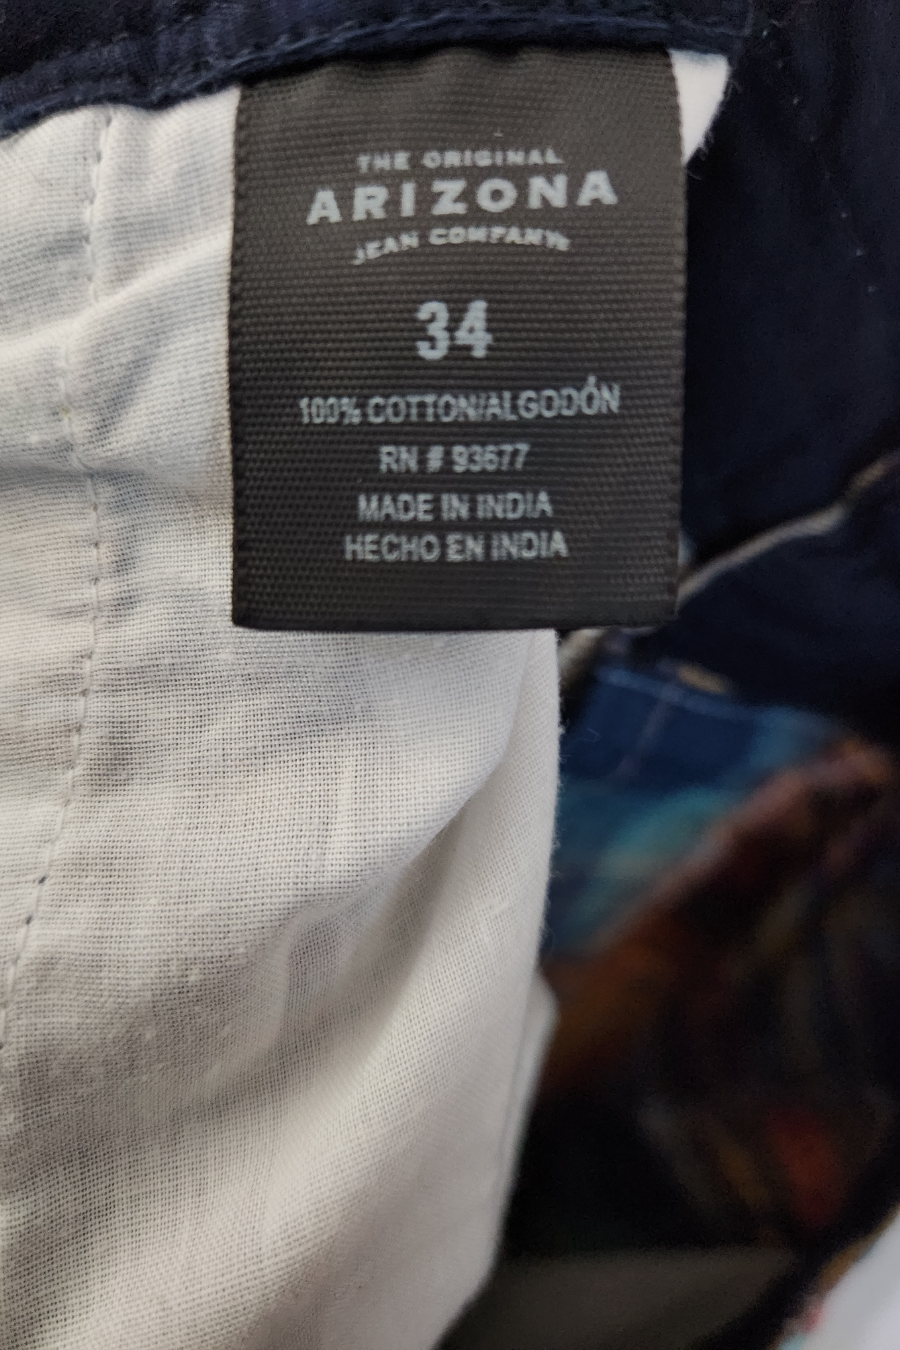 THE ORIGINAL
ARIZONA
JEAN COMPANY®
34
100% COTTON/ALGODÓN
RN # 93677
MADE IN INDIA
HECHO EN INDIA